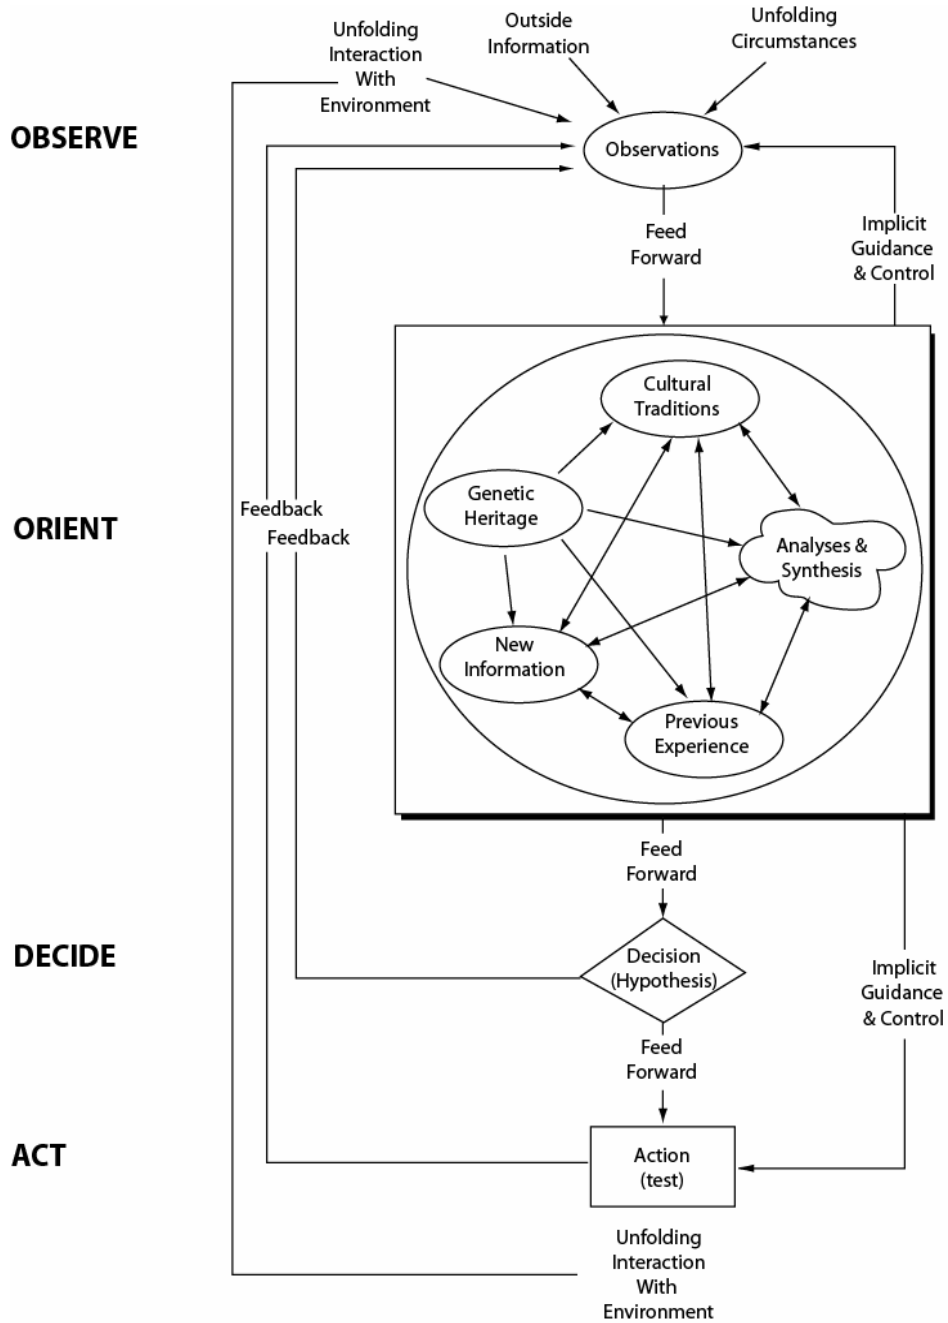 Unfolding
Interaction
With
Environment
Outside
Information
Unfolding
Circumstances
OBSERVE
Observations
Feed
Forward
Implicit
Guidance
& Control
Cultural
Traditions
Genetic
Heritage
ORIENT
Feedback
Feedback
Analyses &
Synthesis
New
Information
Previous
Experience
Feed
Forward
DECIDE
Decision
(Hypothesis)
Implicit
Guidance
& Control
Feed
Forward
ACT
Action
(test)
Unfolding
Interaction
With
Environment